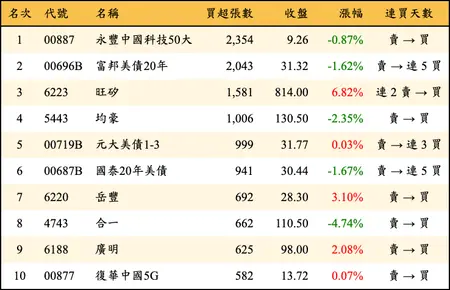 名次 代號 名稱 買超張數 收盤 漲幅 連買天數
1 00887 永豐中國科技50大 2,354 9.26 -0.87% 賣 → 買
2 00696B 富邦美債20年 2,043 31.32 -1.62% 賣 → 連 5 買
3 6223 旺矽 1,581 814.00 6.82% 連 2 賣 → 買
4 5443 均豪 1,006 130.50 -2.35% 賣 → 買
5 00719B 元大美債1-3 999 31.77 0.03% 賣 → 連 3 買
6 00687B 國泰20年美債 941 30.44 -1.67% 賣 → 連 5 買
7 6220 岳豐 692 28.30 3.10% 賣 → 買
8 4743 合一 662 110.50 -4.74% 賣 → 買
9 6188 廣明 625 98.00 2.08% 賣 → 買
10 00877 復華中國5G 582 13.72 0.07% 賣 → 買